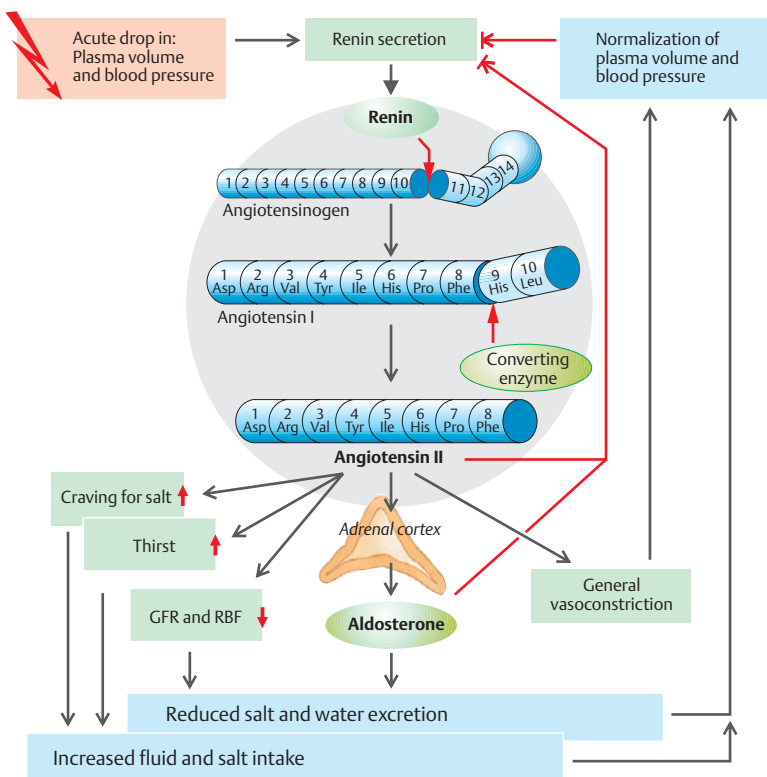 Acute drop in:
Plasma volume
and blood pressure
Renin secretion
Normalization of
plasma volume and
blood pressure
Renin
1 2 3 4 5 6 7 8 9 10 11 12 13 14
Angiotensinogen
1 2 3 4 5 6 7 8 9 10
Asp Arg Val Tyr Ile His Pro Phe His Leu
Angiotensin I
Converting
enzyme
1 2 3 4 5 6 7 8
Asp Arg Val Tyr Ile His Pro Phe
Angiotensin II
Craving for salt
Thirst
Adrenal cortex
GFR and RBF
Aldosterone
General
vasoconstriction
Reduced salt and water excretion
Increased fluid and salt intake